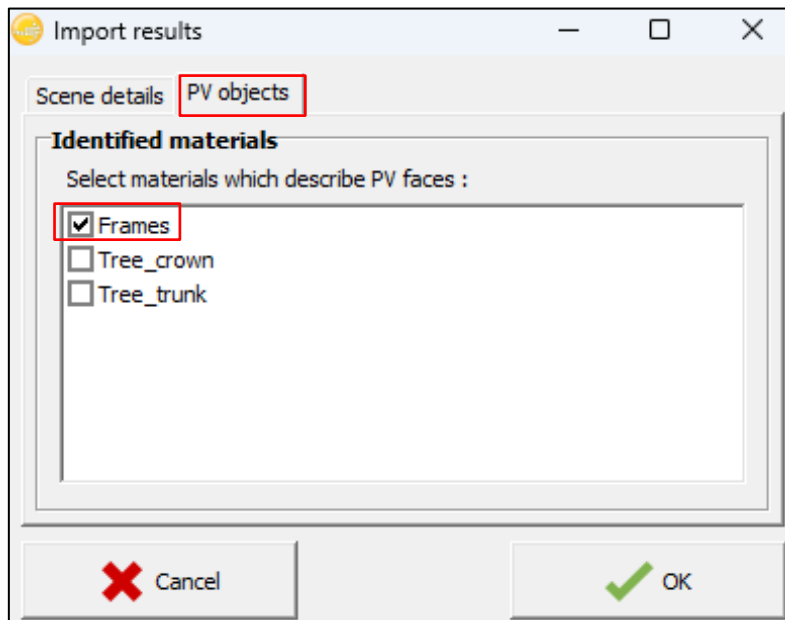 Import results
Scene details PV objects
Identified materials
Select materials which describe PV faces :
Frames
Tree_crown
Tree_trunk
Cancel OK